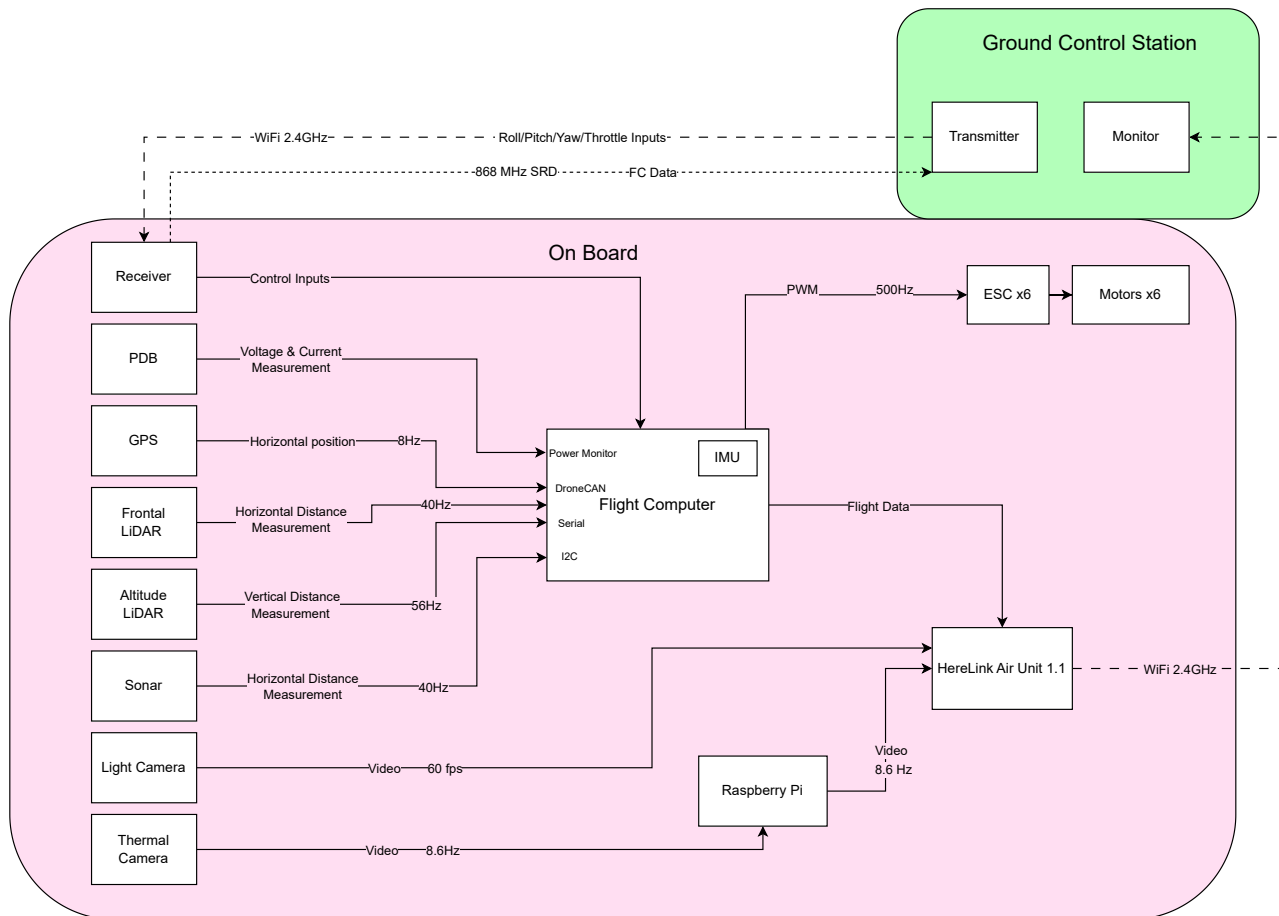 Ground Control Station
Transmitter
Monitor
WiFi 2.4GHz
Roll/Pitch/Yaw/Throttle Inputs
868 MHz SRD
FC Data
On Board
Receiver
Control Inputs
PWM
500Hz
ESC x6
Motors x6
PDB
Voltage & Current
Measurement
GPS
Horizontal position
8Hz
Power Monitor
IMU
DroneCAN
Flight Computer
Serial
I2C
Flight Data
Frontal
LiDAR
Horizontal Distance
Measurement
40Hz
Altitude
LiDAR
Vertical Distance
Measurement
56Hz
Sonar
Horizontal Distance
Measurement
40Hz
HereLink Air Unit 1.1
WiFi 2.4GHz
Light Camera
Video
60 fps
Video
8.6 Hz
Raspberry Pi
Thermal
Camera
Video
8.6Hz